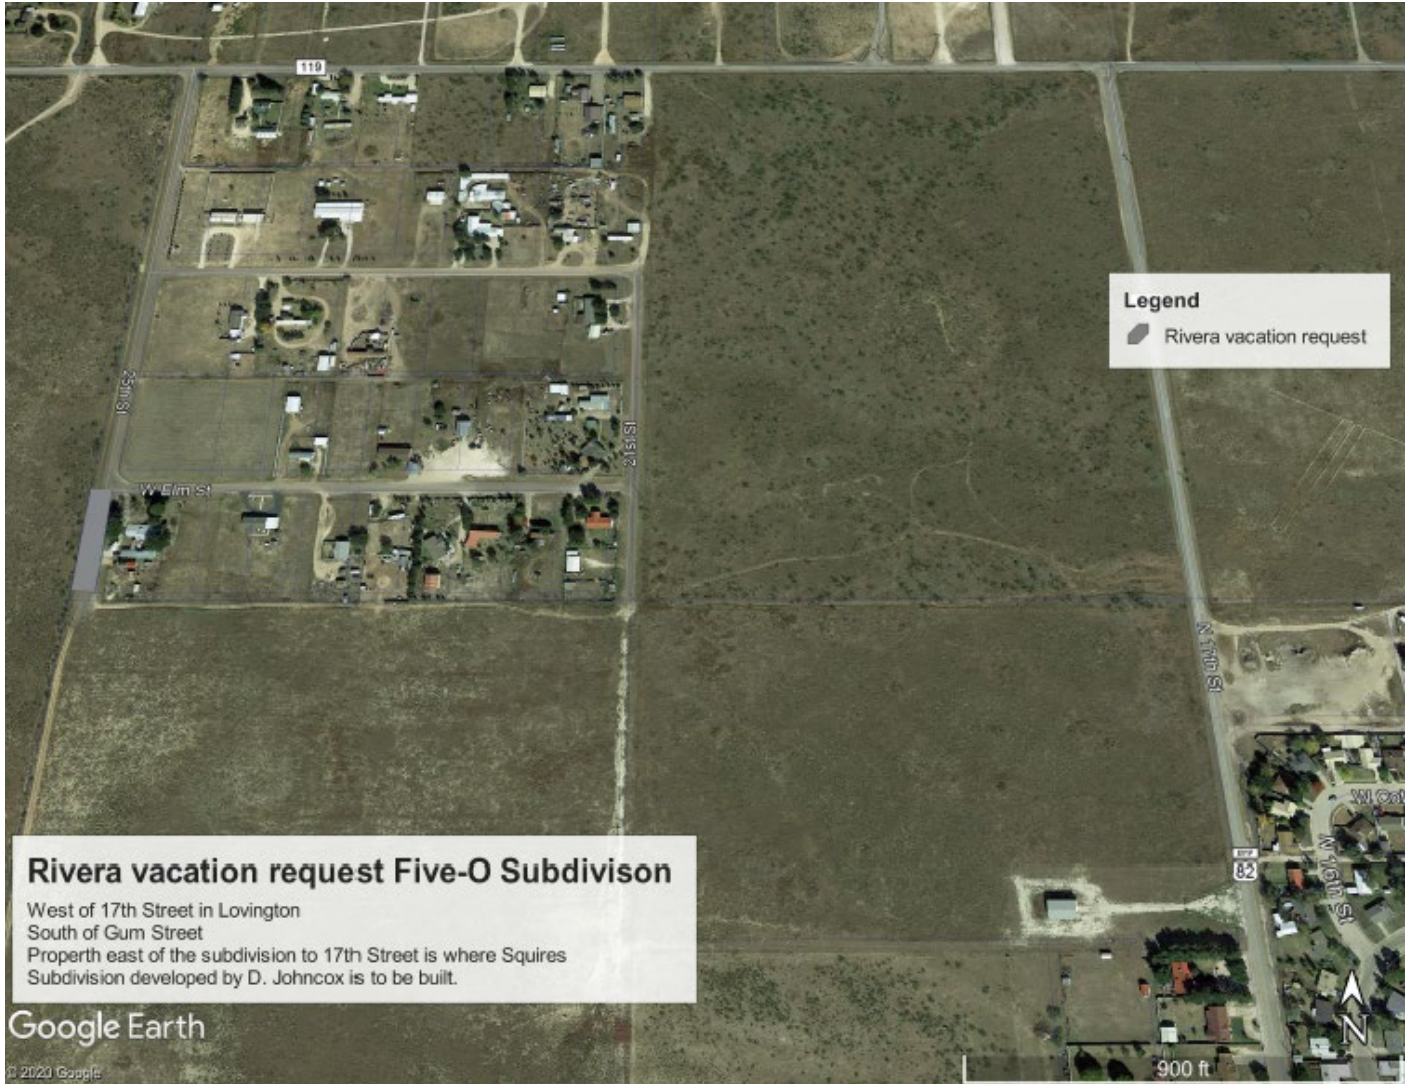 119
Legend
Rivera vacation request
25th St
21st St
W Elm St
N 17th St
BYP
82
N 16th St
Rivera vacation request Five-O Subdivison
West of 17th Street in Lovington
South of Gum Street
Properth east of the subdivision to 17th Street is where Squires
Subdivision developed by D. Johncox is to be built.
Google Earth
N
© 2020 Google
900 ft